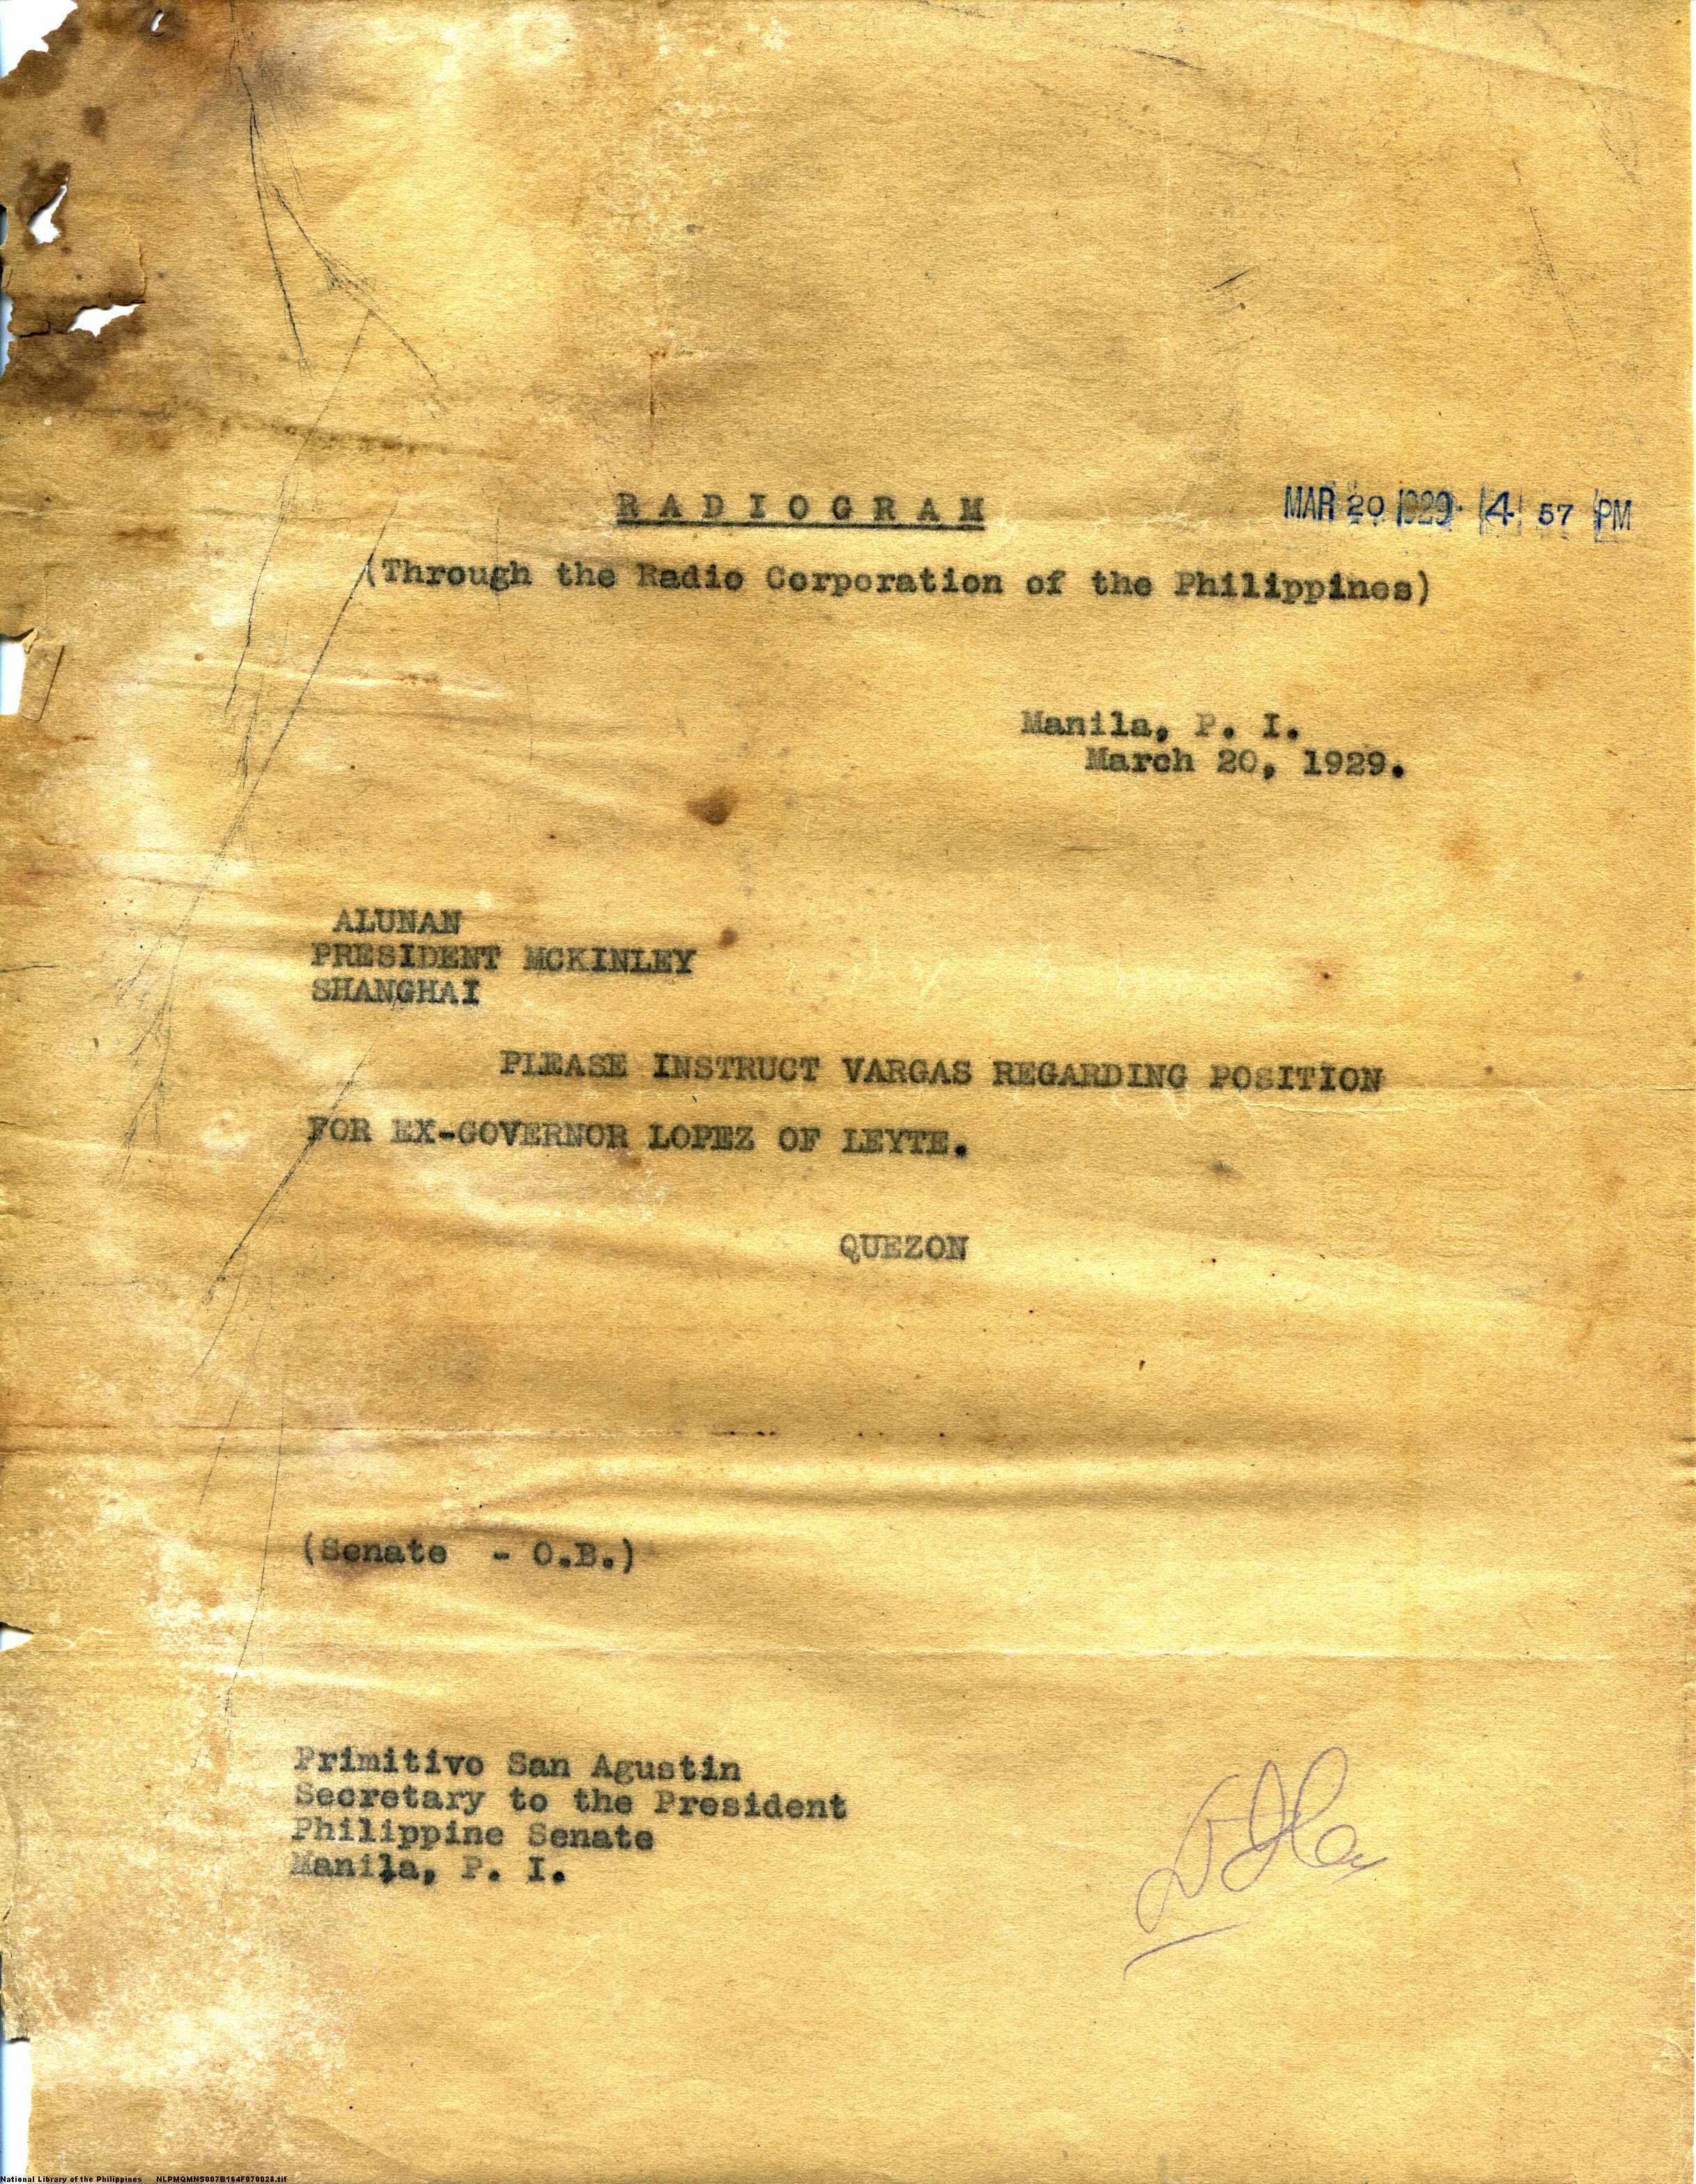 R A D I O G R A M
MAR 20 1929 4 57 PM
(Through the Radio Corporation of the Philippines)
Manila, P. I.
March 20, 1929.
ALUNAN
PRESIDENT MCKINLEY
SHANGHAI
PLEASE INSTRUCT VARGAS REGARDING POSITION
FOR EX-GOVERNOR LOPEZ OF LEYTE.
QUEZON
(Senate - O.B.)
Primitivo San Agustin
Secretary to the President
Philippine Senate
Manila, P. I.
National Library of the Philippines NLPMQMNS007B164F070028.tif